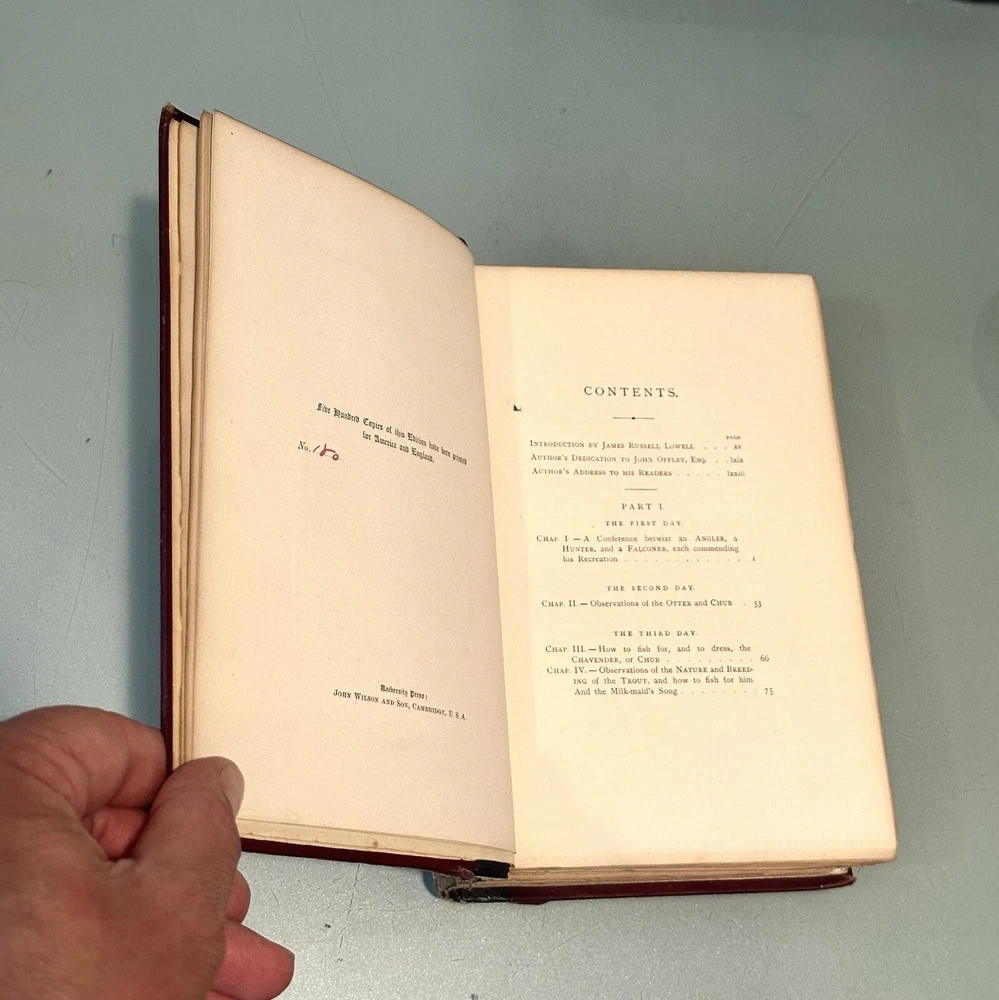 Five Hundred Copies of this Edition have been printed
for America and England.
No. 180
University Press:
John Wilson and Son, Cambridge, U.S.A.
CONTENTS.
PAGE
Introduction by James Russell Lowell . . . xv
Author's Dedication to John Offley, Esq. . . lxix
Author's Address to his Readers . . . . . lxxiii
PART I.
THE FIRST DAY.
Chap. I. — A Conference betwixt an Angler, a
Hunter, and a Falconer, each commending
his Recreation . . . . . . . . . . . . 1
THE SECOND DAY.
Chap. II. — Observations of the Otter and Chub . 53
THE THIRD DAY.
Chap. III. — How to fish for, and to dress, the
Chavender, or Chub . . . . . . . . . 66
Chap. IV. — Observations of the Nature and Breed-
ing of the Trout, and how to fish for him
And the Milk-maid's Song . . . . . . . . 75